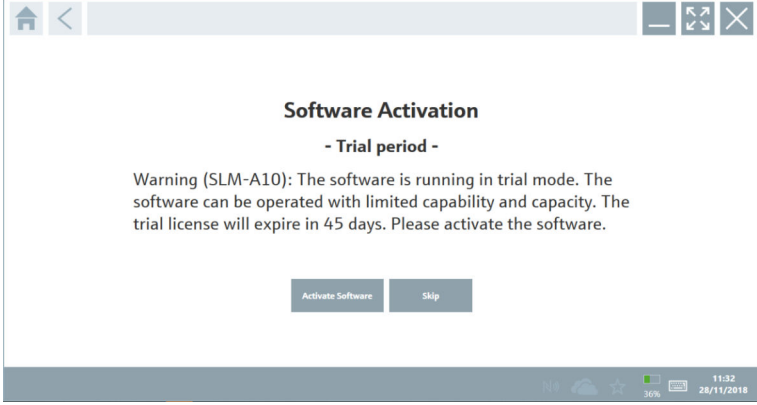 Software Activation
- Trial period -
Warning (SLM-A10): The software is running in trial mode. The
software can be operated with limited capability and capacity. The
trial license will expire in 45 days. Please activate the software.
Activate Software
Skip
36%
11:32
28/11/2018